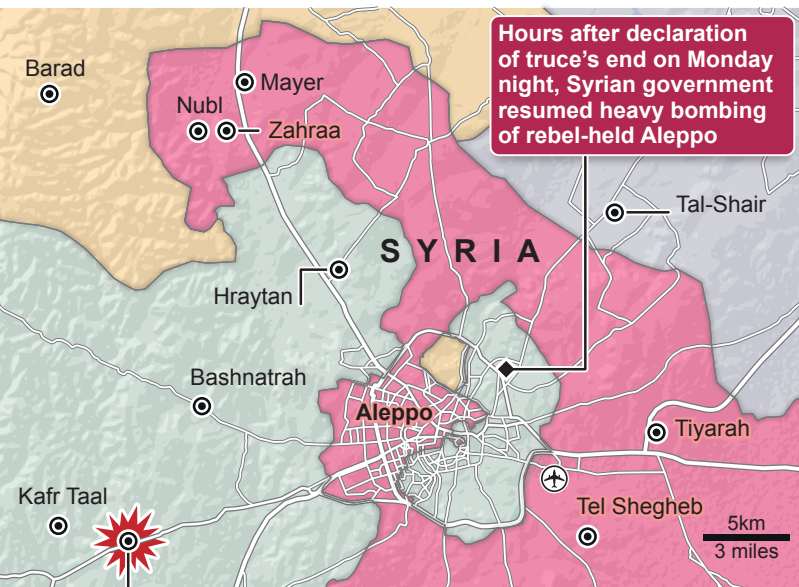 Hours after declaration
of truce's end on Monday
night, Syrian government
resumed heavy bombing
of rebel-held Aleppo
Barad
Mayer
Nubl
Zahraa
Tal-Shair
SYRIA
Hraytan
Bashnatrah
Aleppo
Tiyarah
Kafr Taal
Tel Shegheb
5km
3 miles